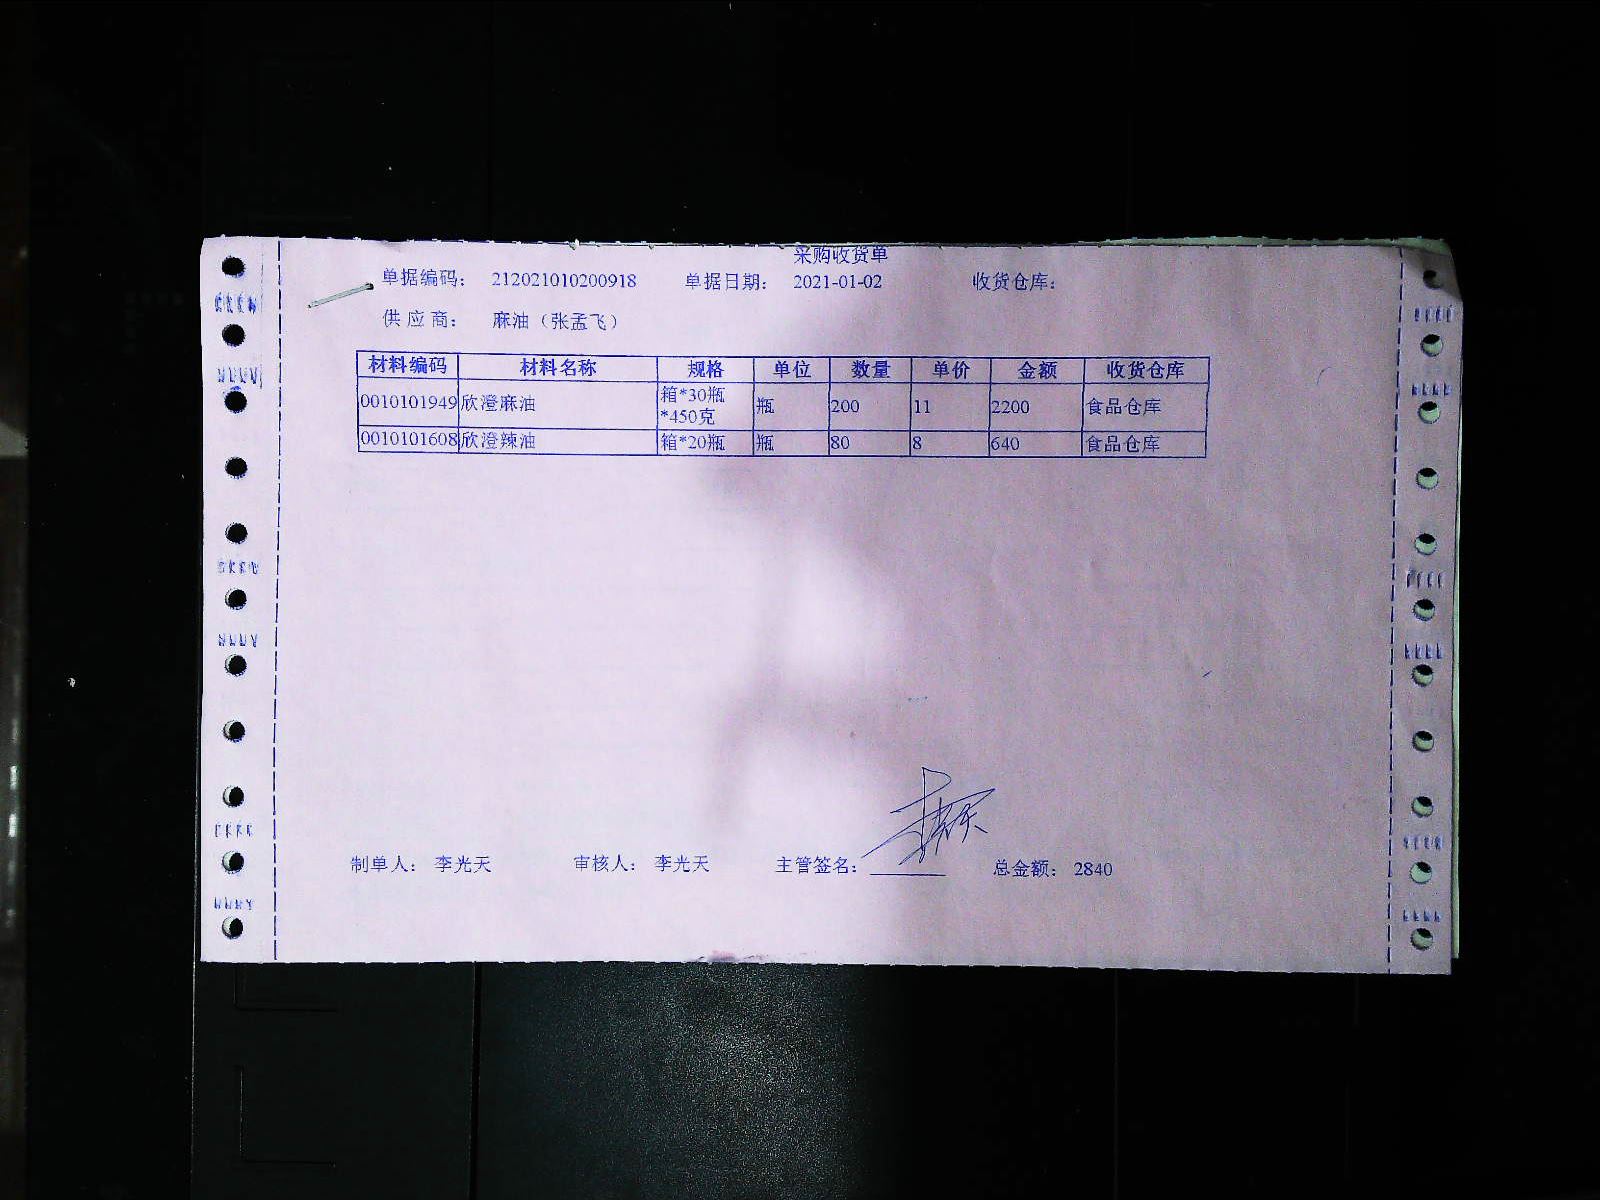 采购收货单
单据编码： 212021010200918 单据日期： 2021-01-02 收货仓库：
供应商： 麻油（张孟飞）
材料编码 材料名称 规格 单位 数量 单价 金额 收货仓库
0010101949 欣澄麻油 箱*30瓶*450克 瓶 200 11 2200 食品仓库
0010101608 欣澄辣油 箱*20瓶 瓶 80 8 640 食品仓库
制单人： 李光天 审核人： 李光天 主管签名： 总金额： 2840